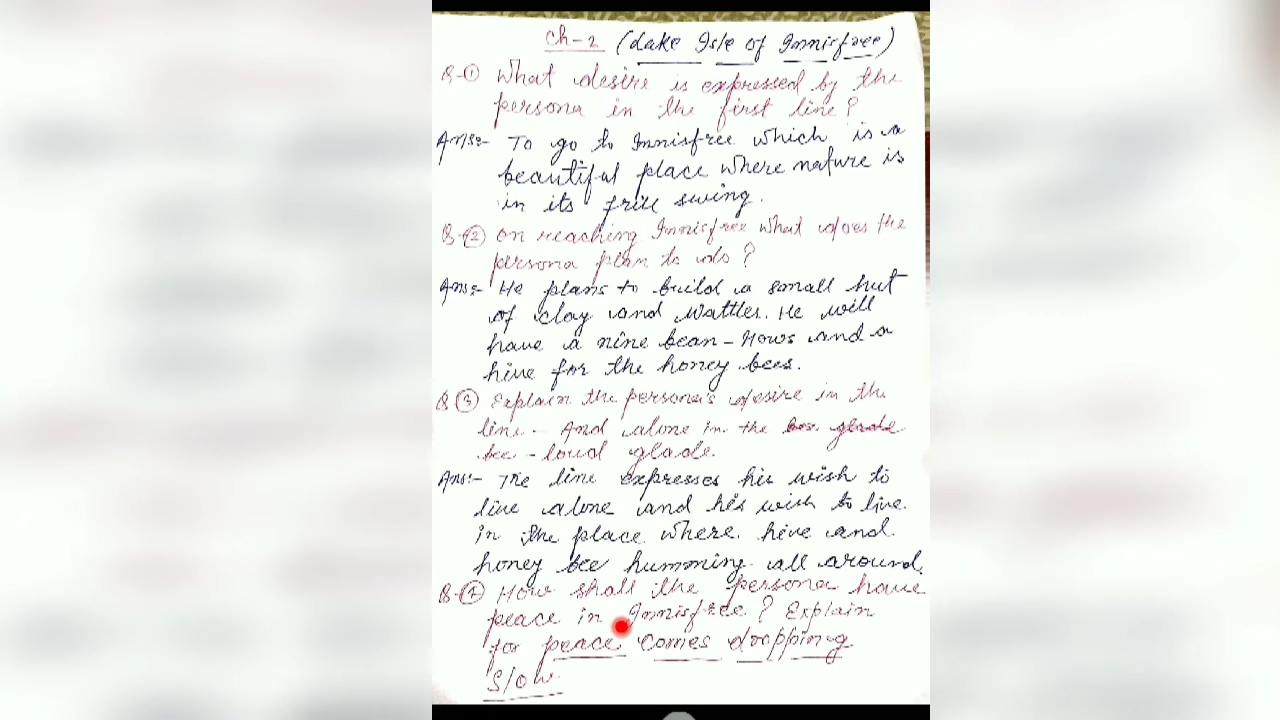 Ch-2 (Lake Isle of Innisfree)
Q-① What desire is expressed by the
persona in the first line?
Ans:- To go to Innisfree which is a
beautiful place where nature is
in its frill swing.
Q-② On reaching Innisfree what does the
persona plan to do?
Ans:- He plans to build a small hut
of clay and wattles. He will
have a nine bean-rows and a
hive for the honey bees.
Q ③ Explain the persona's desire in the
line - And alone in the glade
bee-loud glade.
Ans:- The line expresses his wish to
live alone and his wish to live
in the place where hive and
honey bee humming all around.
Q-④ How shall the persona have
peace in Innisfree? Explain
for peace comes dropping
slow